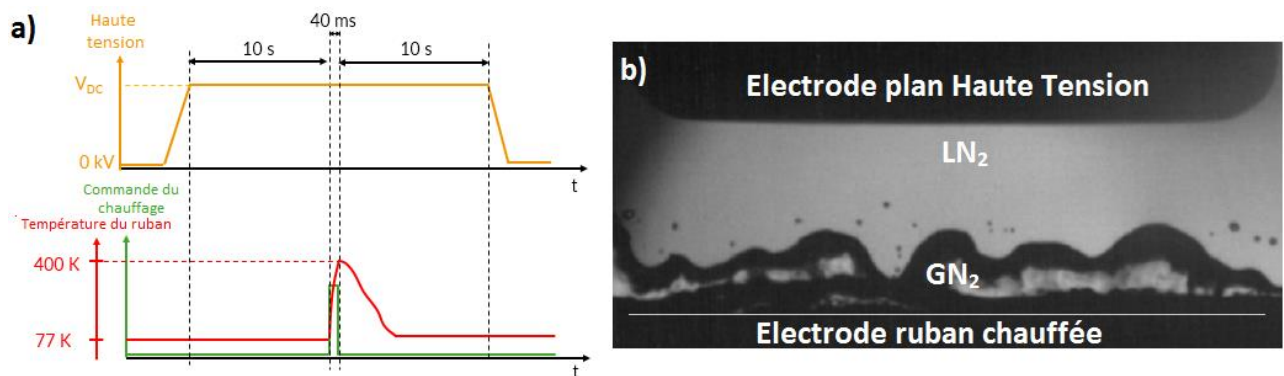 a)
Haute
tension
40 ms
10 s
10 s
V_DC
0 kV
t
Commande du
chauffage
Température du ruban
400 K
77 K
t
b)
Electrode plan Haute Tension
LN₂
GN₂
Electrode ruban chauffée